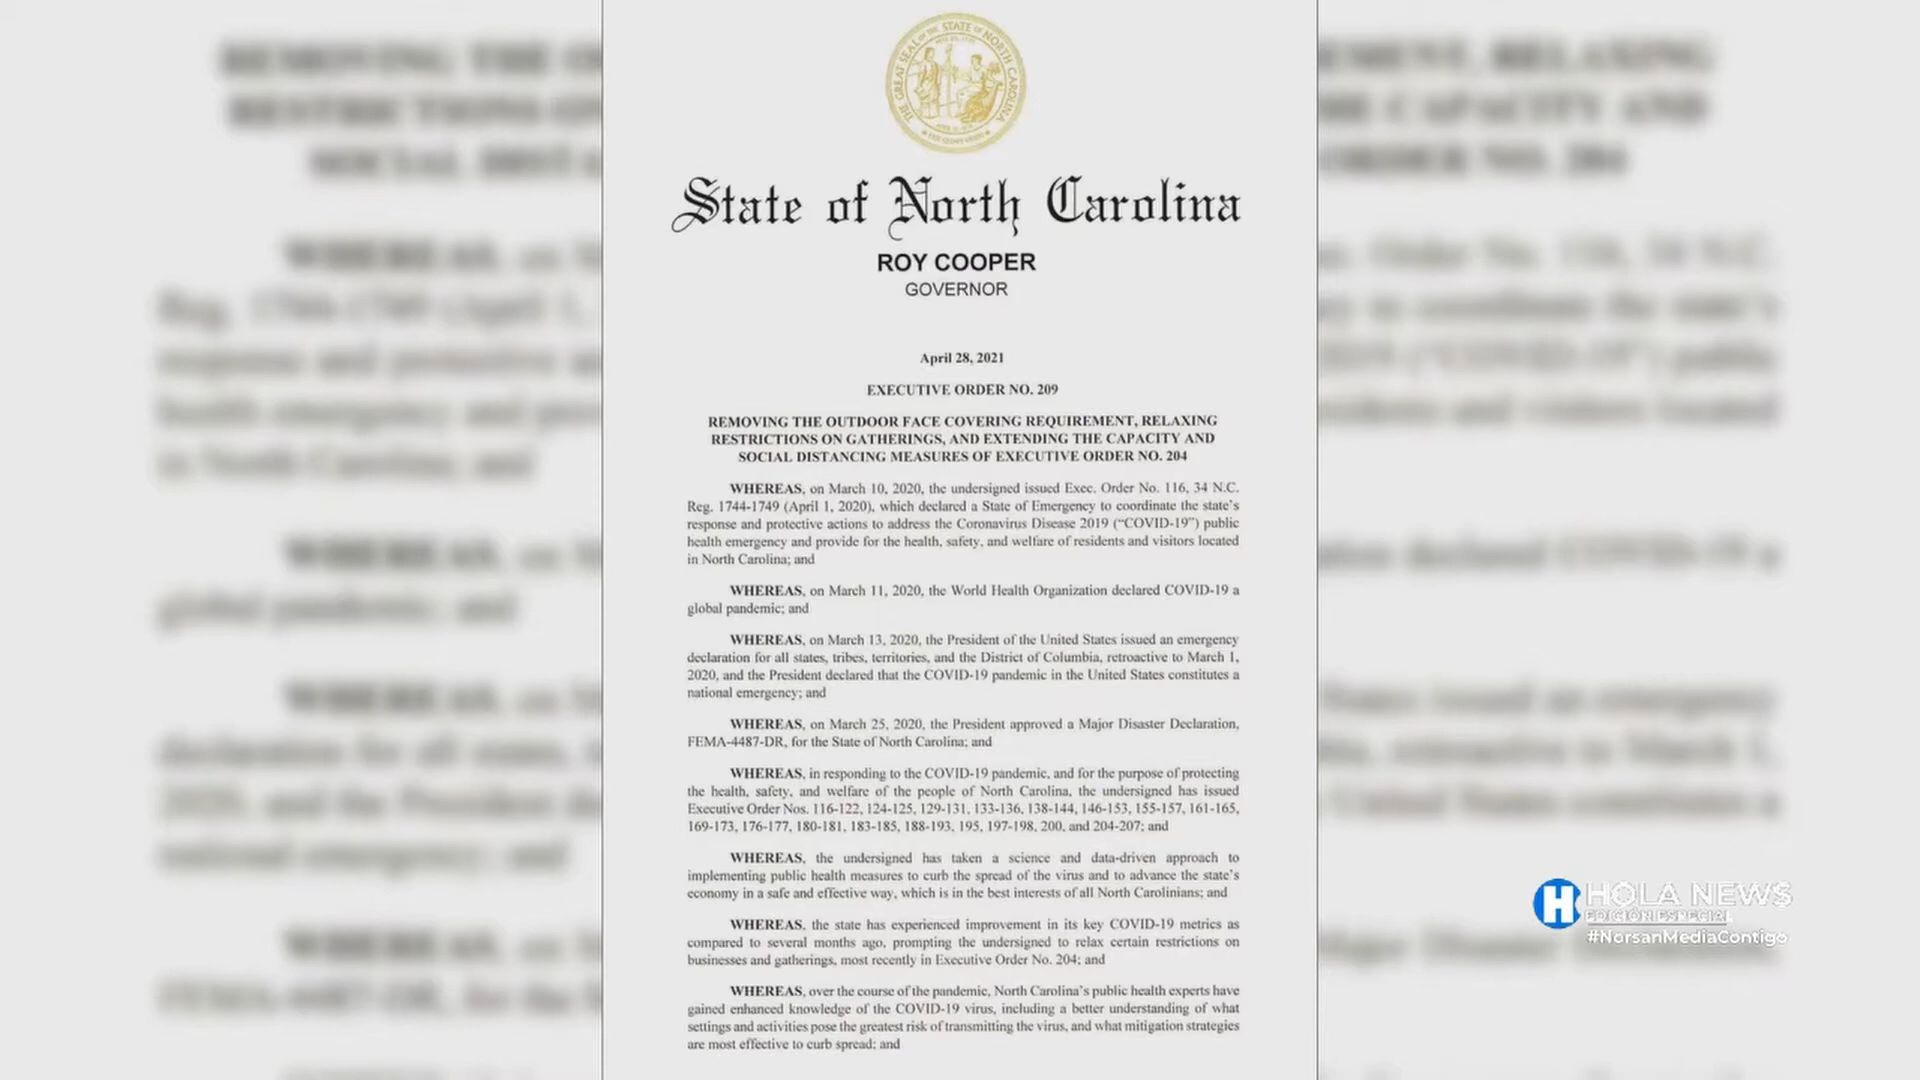 THE GREAT SEAL OF THE STATE OF NORTH CAROLINA
State of North Carolina
ROY COOPER
GOVERNOR
April 28, 2021
EXECUTIVE ORDER NO. 209
REMOVING THE OUTDOOR FACE COVERING REQUIREMENT, RELAXING
RESTRICTIONS ON GATHERINGS, AND EXTENDING THE CAPACITY AND
SOCIAL DISTANCING MEASURES OF EXECUTIVE ORDER NO. 204
WHEREAS, on March 10, 2020, the undersigned issued Exec. Order No. 116, 34 N.C.
Reg. 1744-1749 (April 1, 2020), which declared a State of Emergency to coordinate the state's
response and protective actions to address the Coronavirus Disease 2019 (“COVID-19”) public
health emergency and provide for the health, safety, and welfare of residents and visitors located
in North Carolina; and
WHEREAS, on March 11, 2020, the World Health Organization declared COVID-19 a
global pandemic; and
WHEREAS, on March 13, 2020, the President of the United States issued an emergency
declaration for all states, tribes, territories, and the District of Columbia, retroactive to March 1,
2020, and the President declared that the COVID-19 pandemic in the United States constitutes a
national emergency; and
WHEREAS, on March 25, 2020, the President approved a Major Disaster Declaration,
FEMA-4487-DR, for the State of North Carolina; and
WHEREAS, in responding to the COVID-19 pandemic, and for the purpose of protecting
the health, safety, and welfare of the people of North Carolina, the undersigned has issued
Executive Order Nos. 116-122, 124-125, 129-131, 133-136, 138-144, 146-153, 155-157, 161-165,
169-173, 176-177, 180-181, 183-185, 188-193, 195, 197-198, 200, and 204-207; and
WHEREAS, the undersigned has taken a science and data-driven approach to
implementing public health measures to curb the spread of the virus and to advance the state's
economy in a safe and effective way, which is in the best interests of all North Carolinians; and
WHEREAS, the state has experienced improvement in its key COVID-19 metrics as
compared to several months ago, prompting the undersigned to relax certain restrictions on
businesses and gatherings, most recently in Executive Order No. 204; and
WHEREAS, over the course of the pandemic, North Carolina's public health experts have
gained enhanced knowledge of the COVID-19 virus, including a better understanding of what
settings and activities pose the greatest risk of transmitting the virus, and what mitigation strategies
are most effective to curb spread; and
H HOLA NEWS
EDICIÓN ESPECIAL
#NorsanMediaContigo